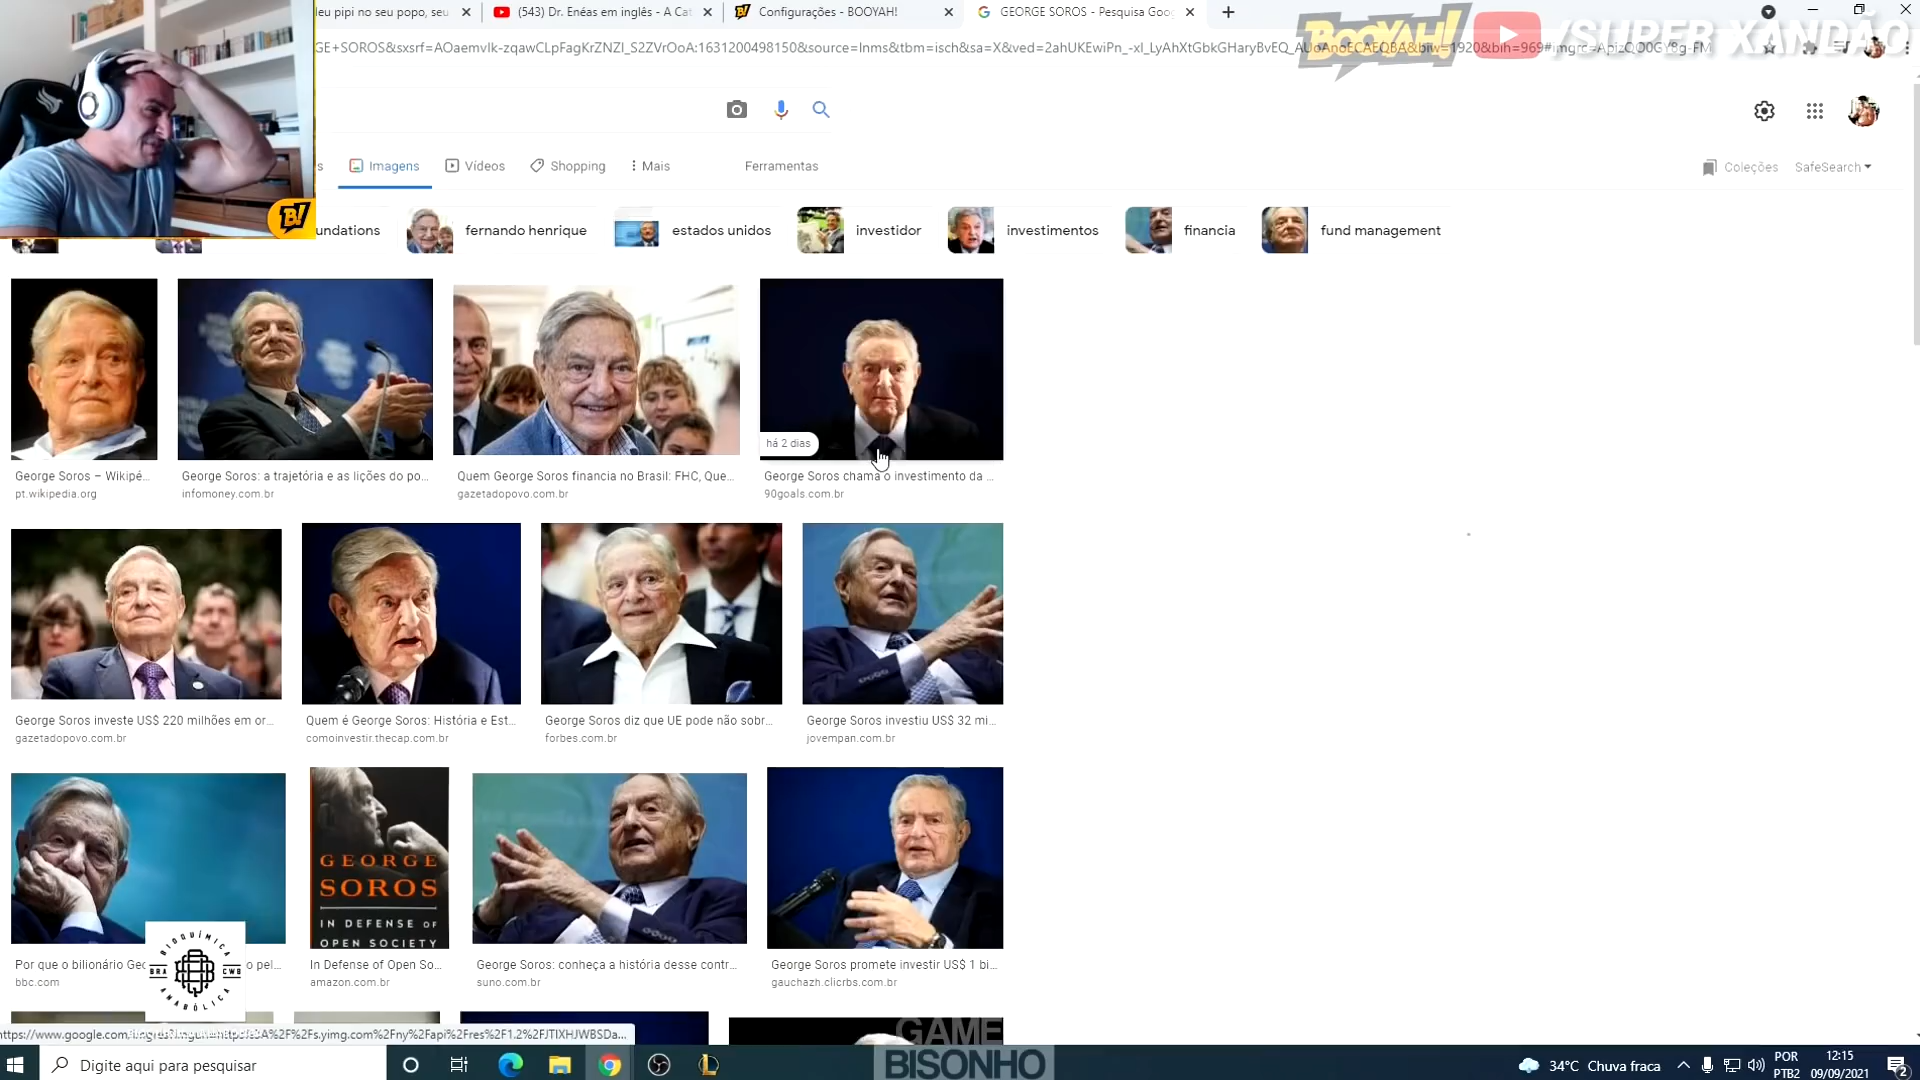 deu pipi no seu popo, seu
(543) Dr. Enéas em inglês - A Ca
Configurações - BOOYAH!
GEORGE SOROS - Pesquisa Goo
BOOYAH!
/SUPER XANDÃO
Imagens
Vídeos
Shopping
Mais
Ferramentas
Coleções
SafeSearch
undations
fernando henrique
estados unidos
investidor
investimentos
financia
fund management
há 2 dias
George Soros – Wikipé...
pt.wikipedia.org
George Soros: a trajetória e as lições do po...
infomoney.com.br
Quem George Soros financia no Brasil: FHC, Que...
gazetadopovo.com.br
George Soros chama o investimento da ...
90goals.com.br
George Soros investe US$ 220 milhões em or...
gazetadopovo.com.br
Quem é George Soros: História e Est...
comoinvestir.thecap.com.br
George Soros diz que UE pode não sobr...
forbes.com.br
George Soros investiu US$ 32 mi...
jovempan.com.br
GEORGE
SOROS
IN DEFENSE OF
OPEN SOCIETY
Por que o bilionário Geo
o pel...
bbc.com
BIOQUÍMICA
BRA
CWB
ANABÓLICA
In Defense of Open So...
amazon.com.br
George Soros: conheça a história desse contr...
suno.com.br
George Soros promete investir US$ 1 bi...
gauchazh.clicrbs.com.br
GAME
BISONHO
Digite aqui para pesquisar
34°C Chuva fraca
POR
PTB2
12:15
09/09/2021
2